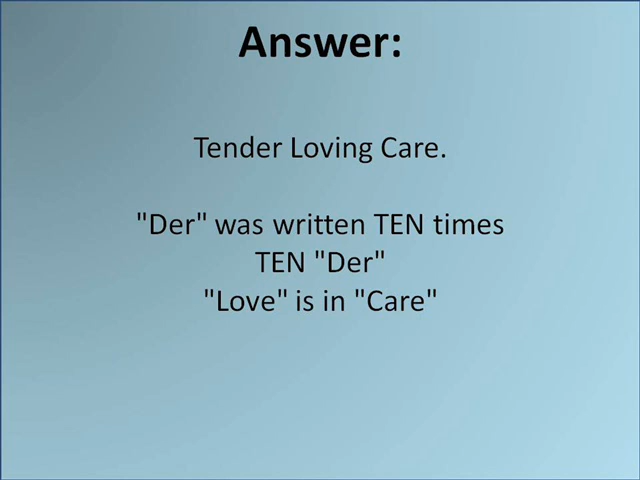 Answer:
Tender Loving Care.
"Der" was written TEN times
TEN "Der"
"Love" is in "Care"